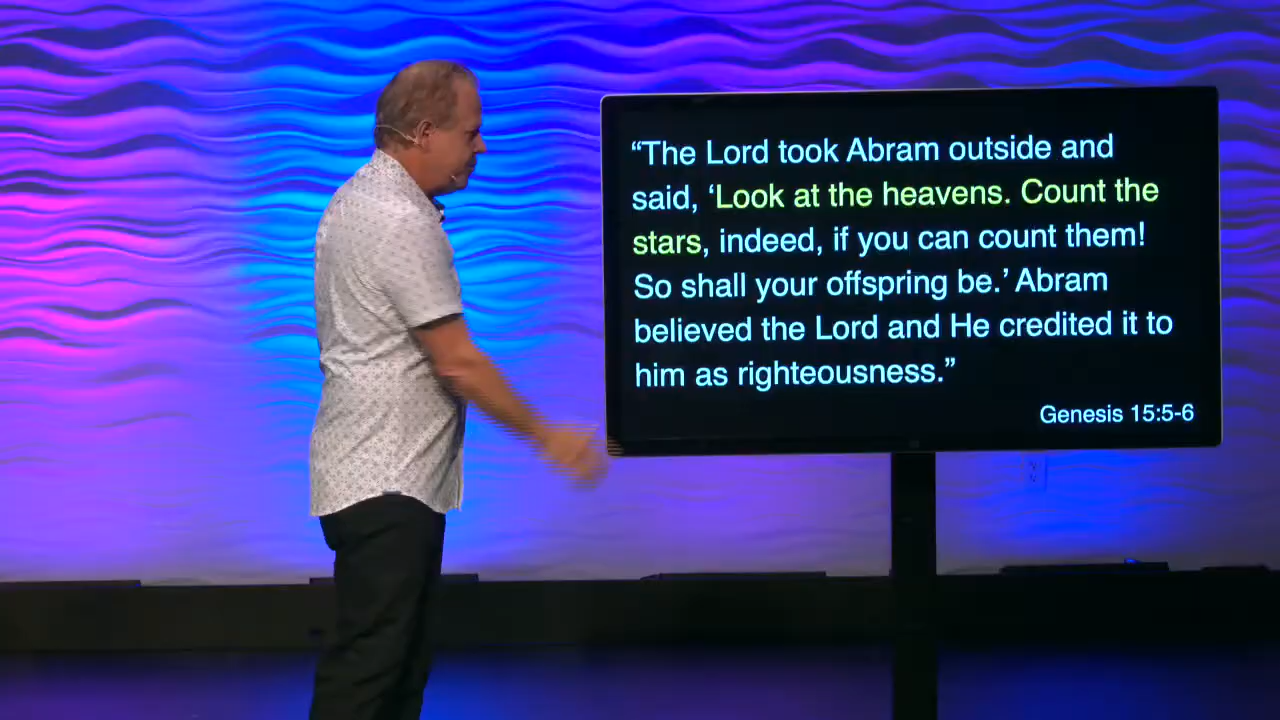 “The Lord took Abram outside and
said, ‘Look at the heavens. Count the
stars, indeed, if you can count them!
So shall your offspring be.’ Abram
believed the Lord and He credited it to
him as righteousness.”
Genesis 15:5-6